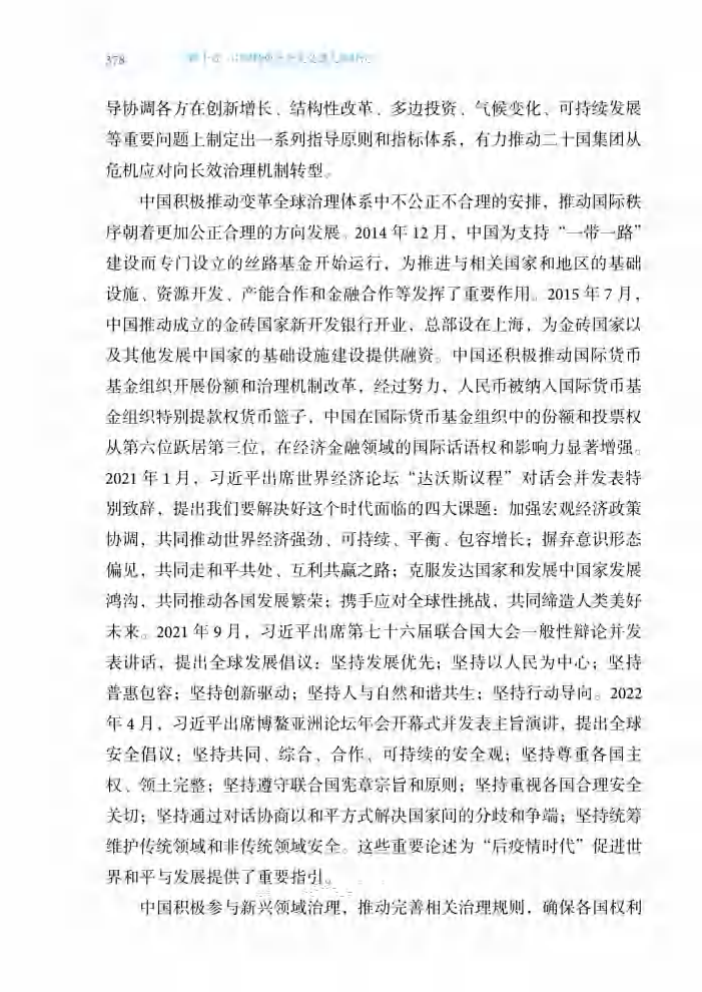 378
导协调各方在创新增长、结构性改革、多边投资、气候变化、可持续发展
等重要问题上制定出一系列指导原则和指标体系，有力推动二十国集团从
危机应对向长效治理机制转型。
中国积极推动变革全球治理体系中不公正不合理的安排，推动国际秩
序朝着更加公正合理的方向发展。2014 年 12 月，中国为支持“一带一路”
建设而专门设立的丝路基金开始运行，为推进与相关国家和地区的基础
设施、资源开发、产能合作和金融合作等发挥了重要作用。2015 年 7 月，
中国推动成立的金砖国家新开发银行开业，总部设在上海，为金砖国家以
及其他发展中国家的基础设施建设提供融资。中国还积极推动国际货币
基金组织开展份额和治理机制改革，经过努力，人民币被纳入国际货币基
金组织特别提款权货币篮子，中国在国际货币基金组织中的份额和投票权
从第六位跃居第三位，在经济金融领域的国际话语权和影响力显著增强。
2021 年 1 月，习近平出席世界经济论坛“达沃斯议程”对话会并发表特
别致辞，提出我们要解决好这个时代面临的四大课题：加强宏观经济政策
协调，共同推动世界经济强劲、可持续、平衡、包容增长；摒弃意识形态
偏见，共同走和平共处、互利共赢之路；克服发达国家和发展中国家发展
鸿沟，共同推动各国发展繁荣；携手应对全球性挑战，共同缔造人类美好
未来。2021 年 9 月，习近平出席第七十六届联合国大会一般性辩论并发
表讲话，提出全球发展倡议：坚持发展优先；坚持以人民为中心；坚持
普惠包容；坚持创新驱动；坚持人与自然和谐共生；坚持行动导向。2022
年 4 月，习近平出席博鳌亚洲论坛年会开幕式并发表主旨演讲，提出全球
安全倡议：坚持共同、综合、合作、可持续的安全观；坚持尊重各国主
权、领土完整；坚持遵守联合国宪章宗旨和原则；坚持重视各国合理安全
关切；坚持通过对话协商以和平方式解决国家间的分歧和争端；坚持统筹
维护传统领域和非传统领域安全。这些重要论述为“后疫情时代”促进世
界和平与发展提供了重要指引。
中国积极参与新兴领域治理，推动完善相关治理规则，确保各国权利